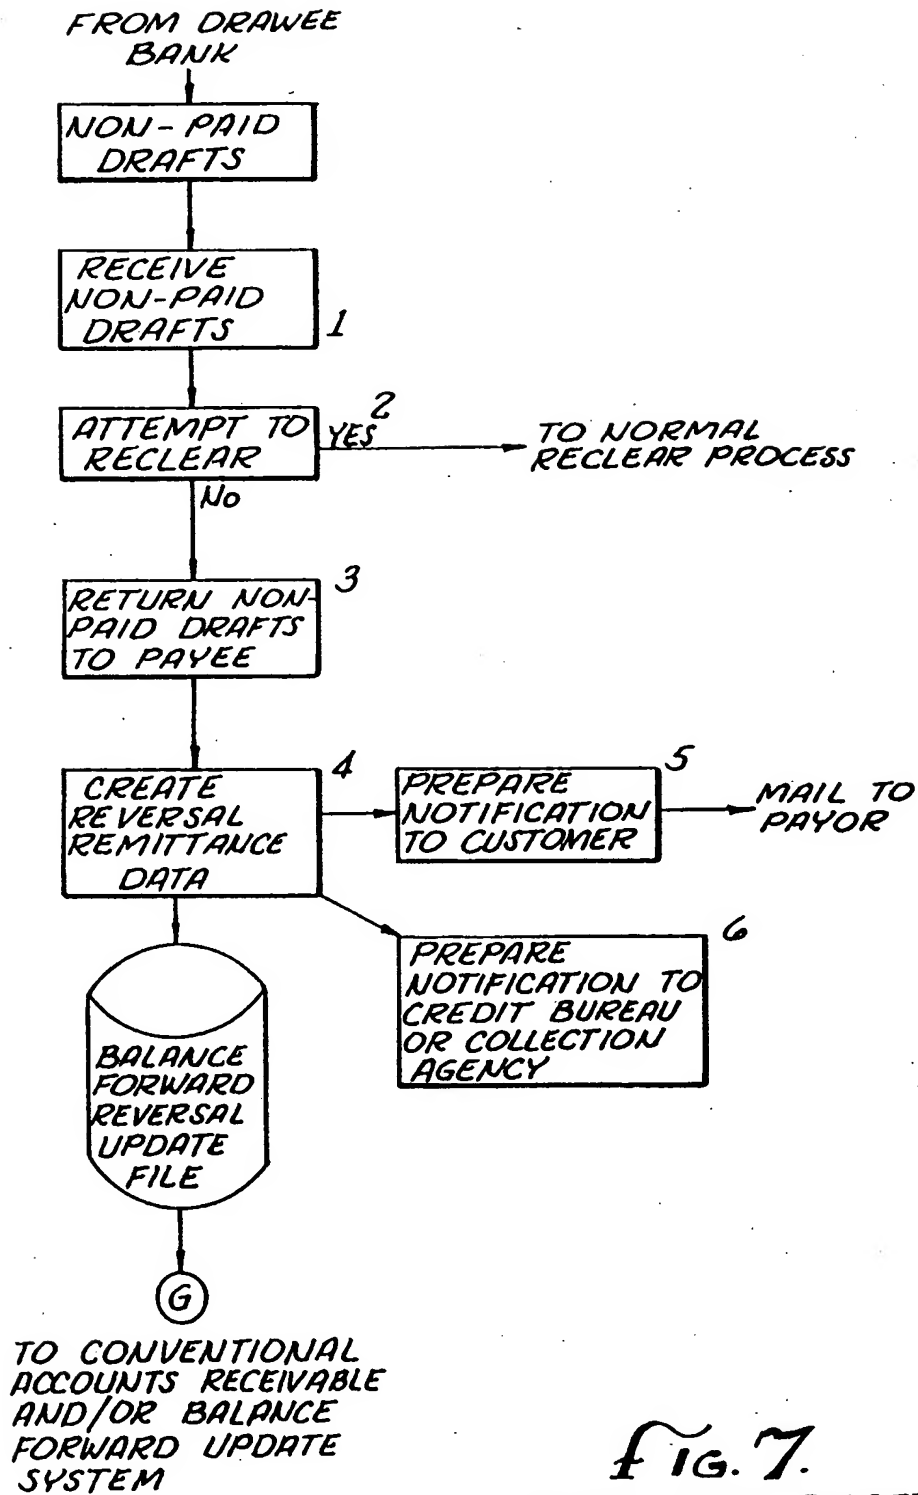 FROM DRAWEE
BANK
NON-PAID
DRAFTS
RECEIVE
NON-PAID
DRAFTS
1
ATTEMPT TO
RECLEAR
2
YES
TO NORMAL
RECLEAR PROCESS
No
RETURN NON-
PAID DRAFTS
TO PAYEE
3
CREATE
REVERSAL
REMITTANCE
DATA
4
PREPARE
NOTIFICATION
TO CUSTOMER
5
MAIL TO
PAYOR
PREPARE
NOTIFICATION TO
CREDIT BUREAU
OR COLLECTION
AGENCY
6
BALANCE
FORWARD
REVERSAL
UPDATE
FILE
G
TO CONVENTIONAL
ACCOUNTS RECEIVABLE
AND/OR BALANCE
FORWARD UPDATE
SYSTEM
FIG. 7.